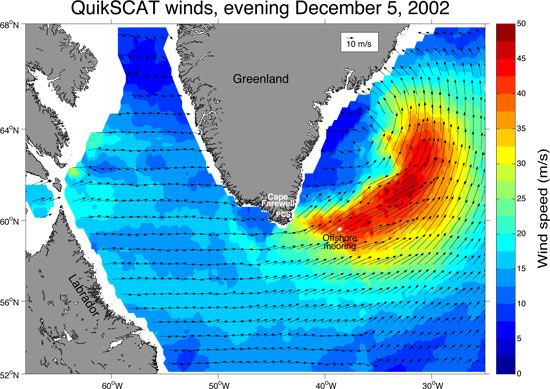 QuikSCAT winds, evening December 5, 2002
68°N
64°N
60°N
56°N
52°N
60°W
50°W
40°W
30°W
10 m/s
Greenland
Cape
Farewell
PCS
Offshore
mooring
Labrador
50
45
40
35
30
25
20
15
10
5
0
Wind speed (m/s)